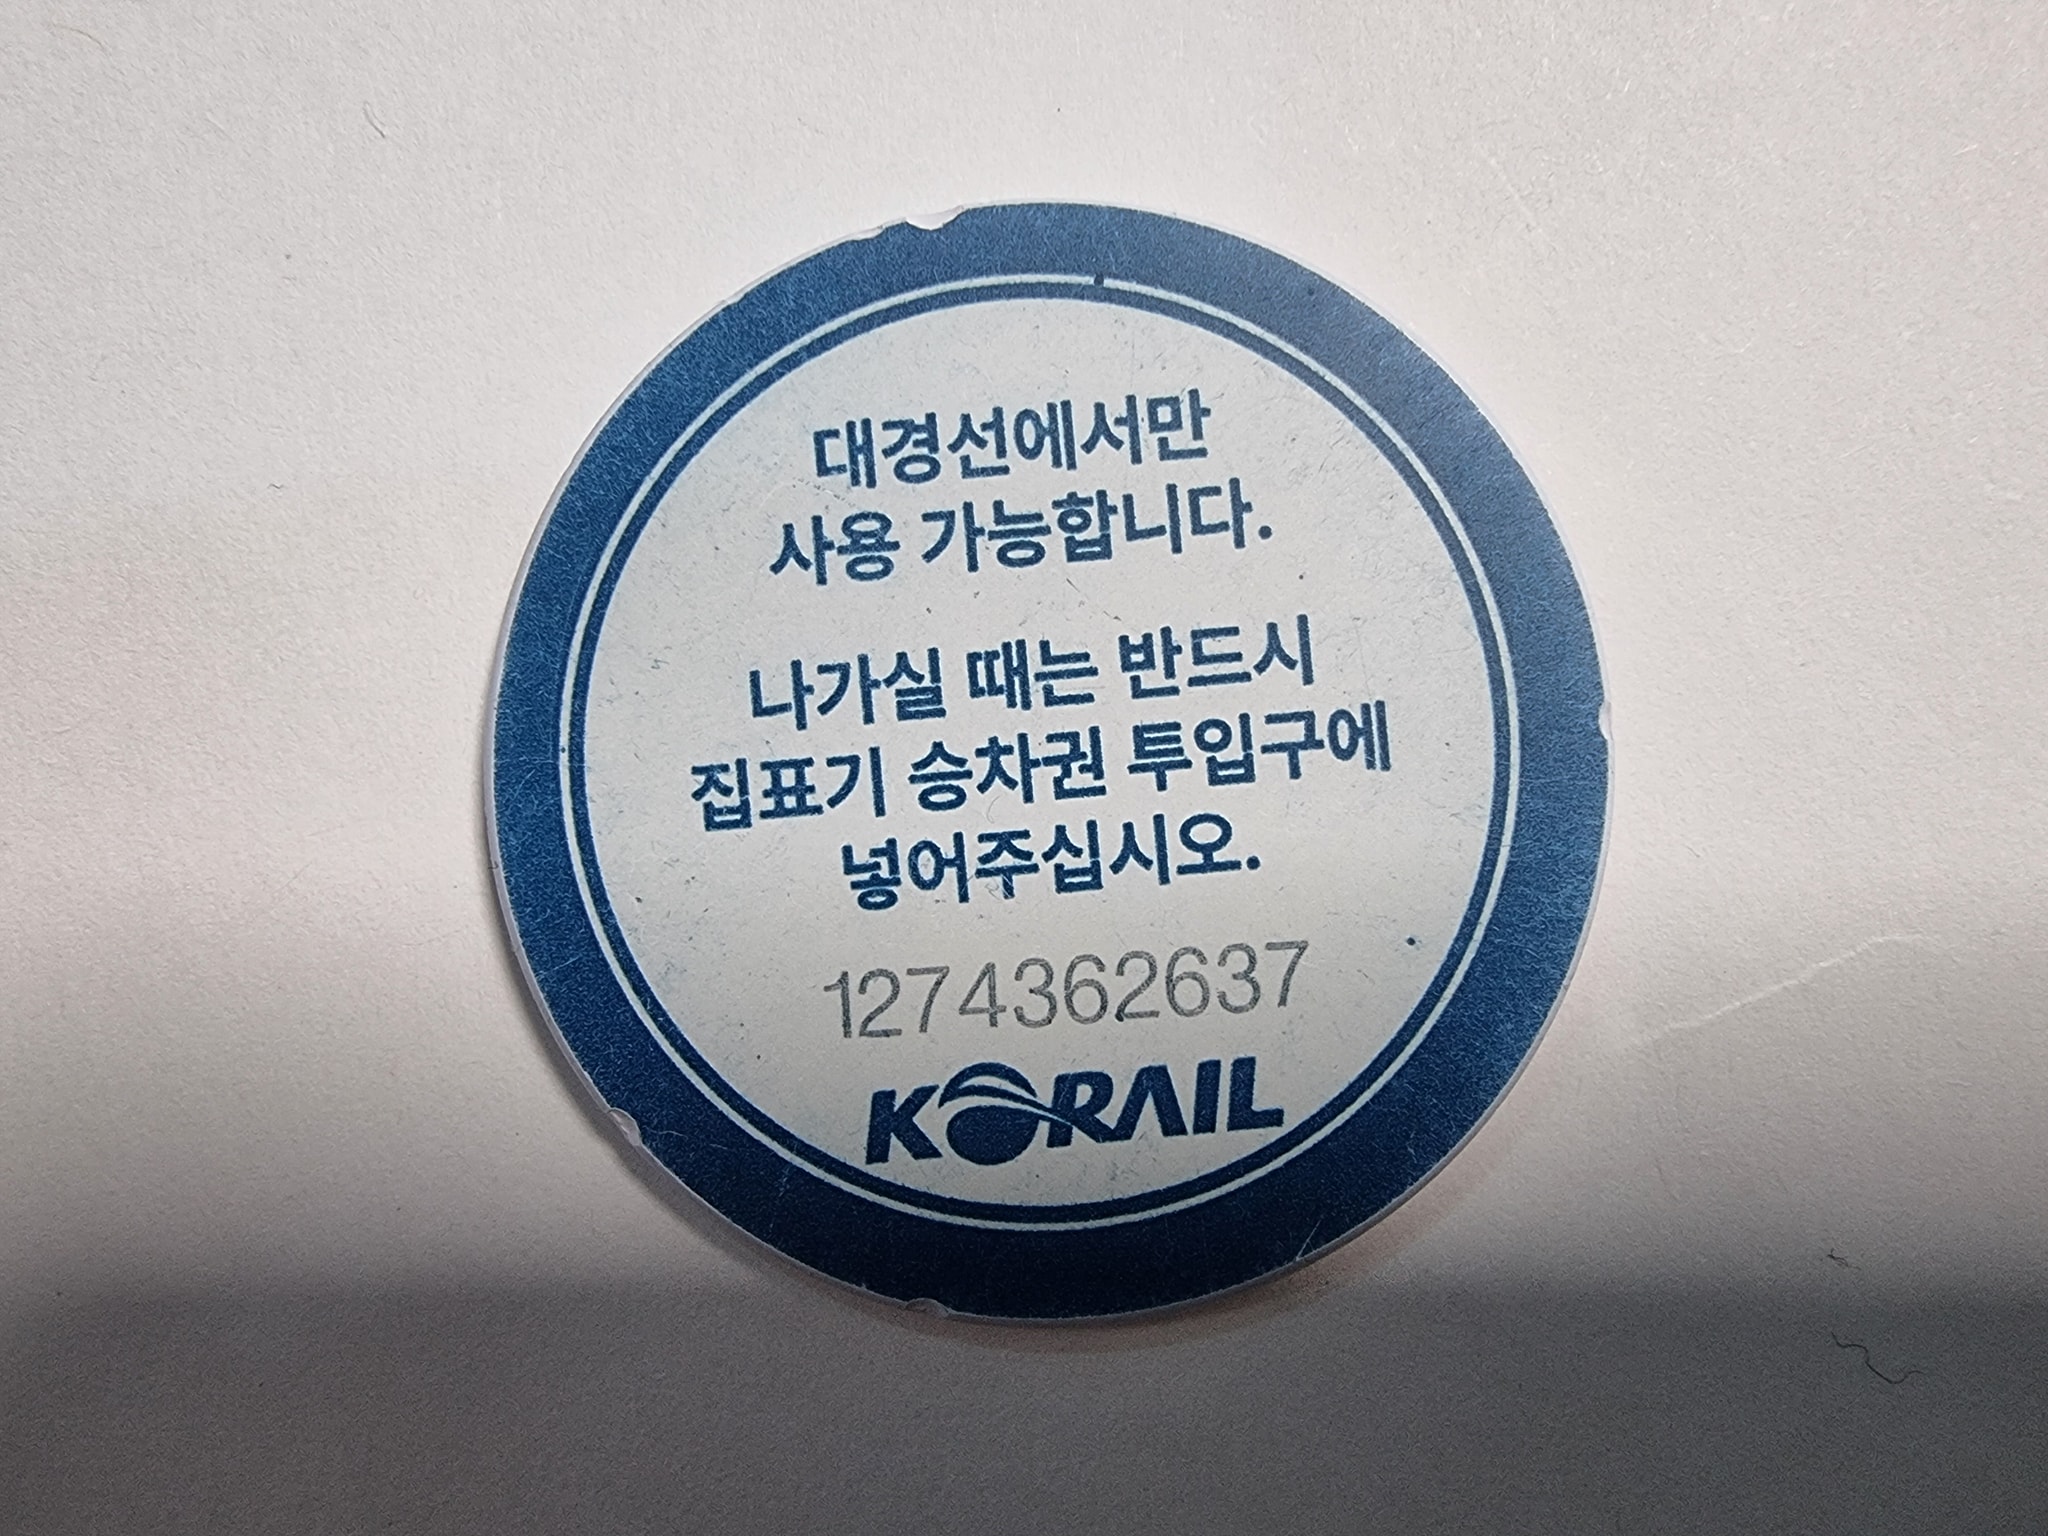 대경선에서만
사용 가능합니다.
나가실 때는 반드시
집표기 승차권 투입구에
넣어주십시오.
1274362637
KORAIL